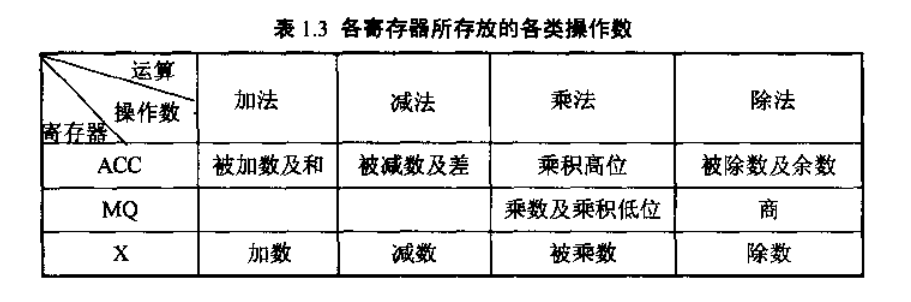 表 1.3 各寄存器所存放的各类操作数
运算
操作数
寄存器
加法 减法 乘法 除法
ACC 被加数及和 被减数及差 乘积高位 被除数及余数
MQ 乘数及乘积低位 商
X 加数 减数 被乘数 除数